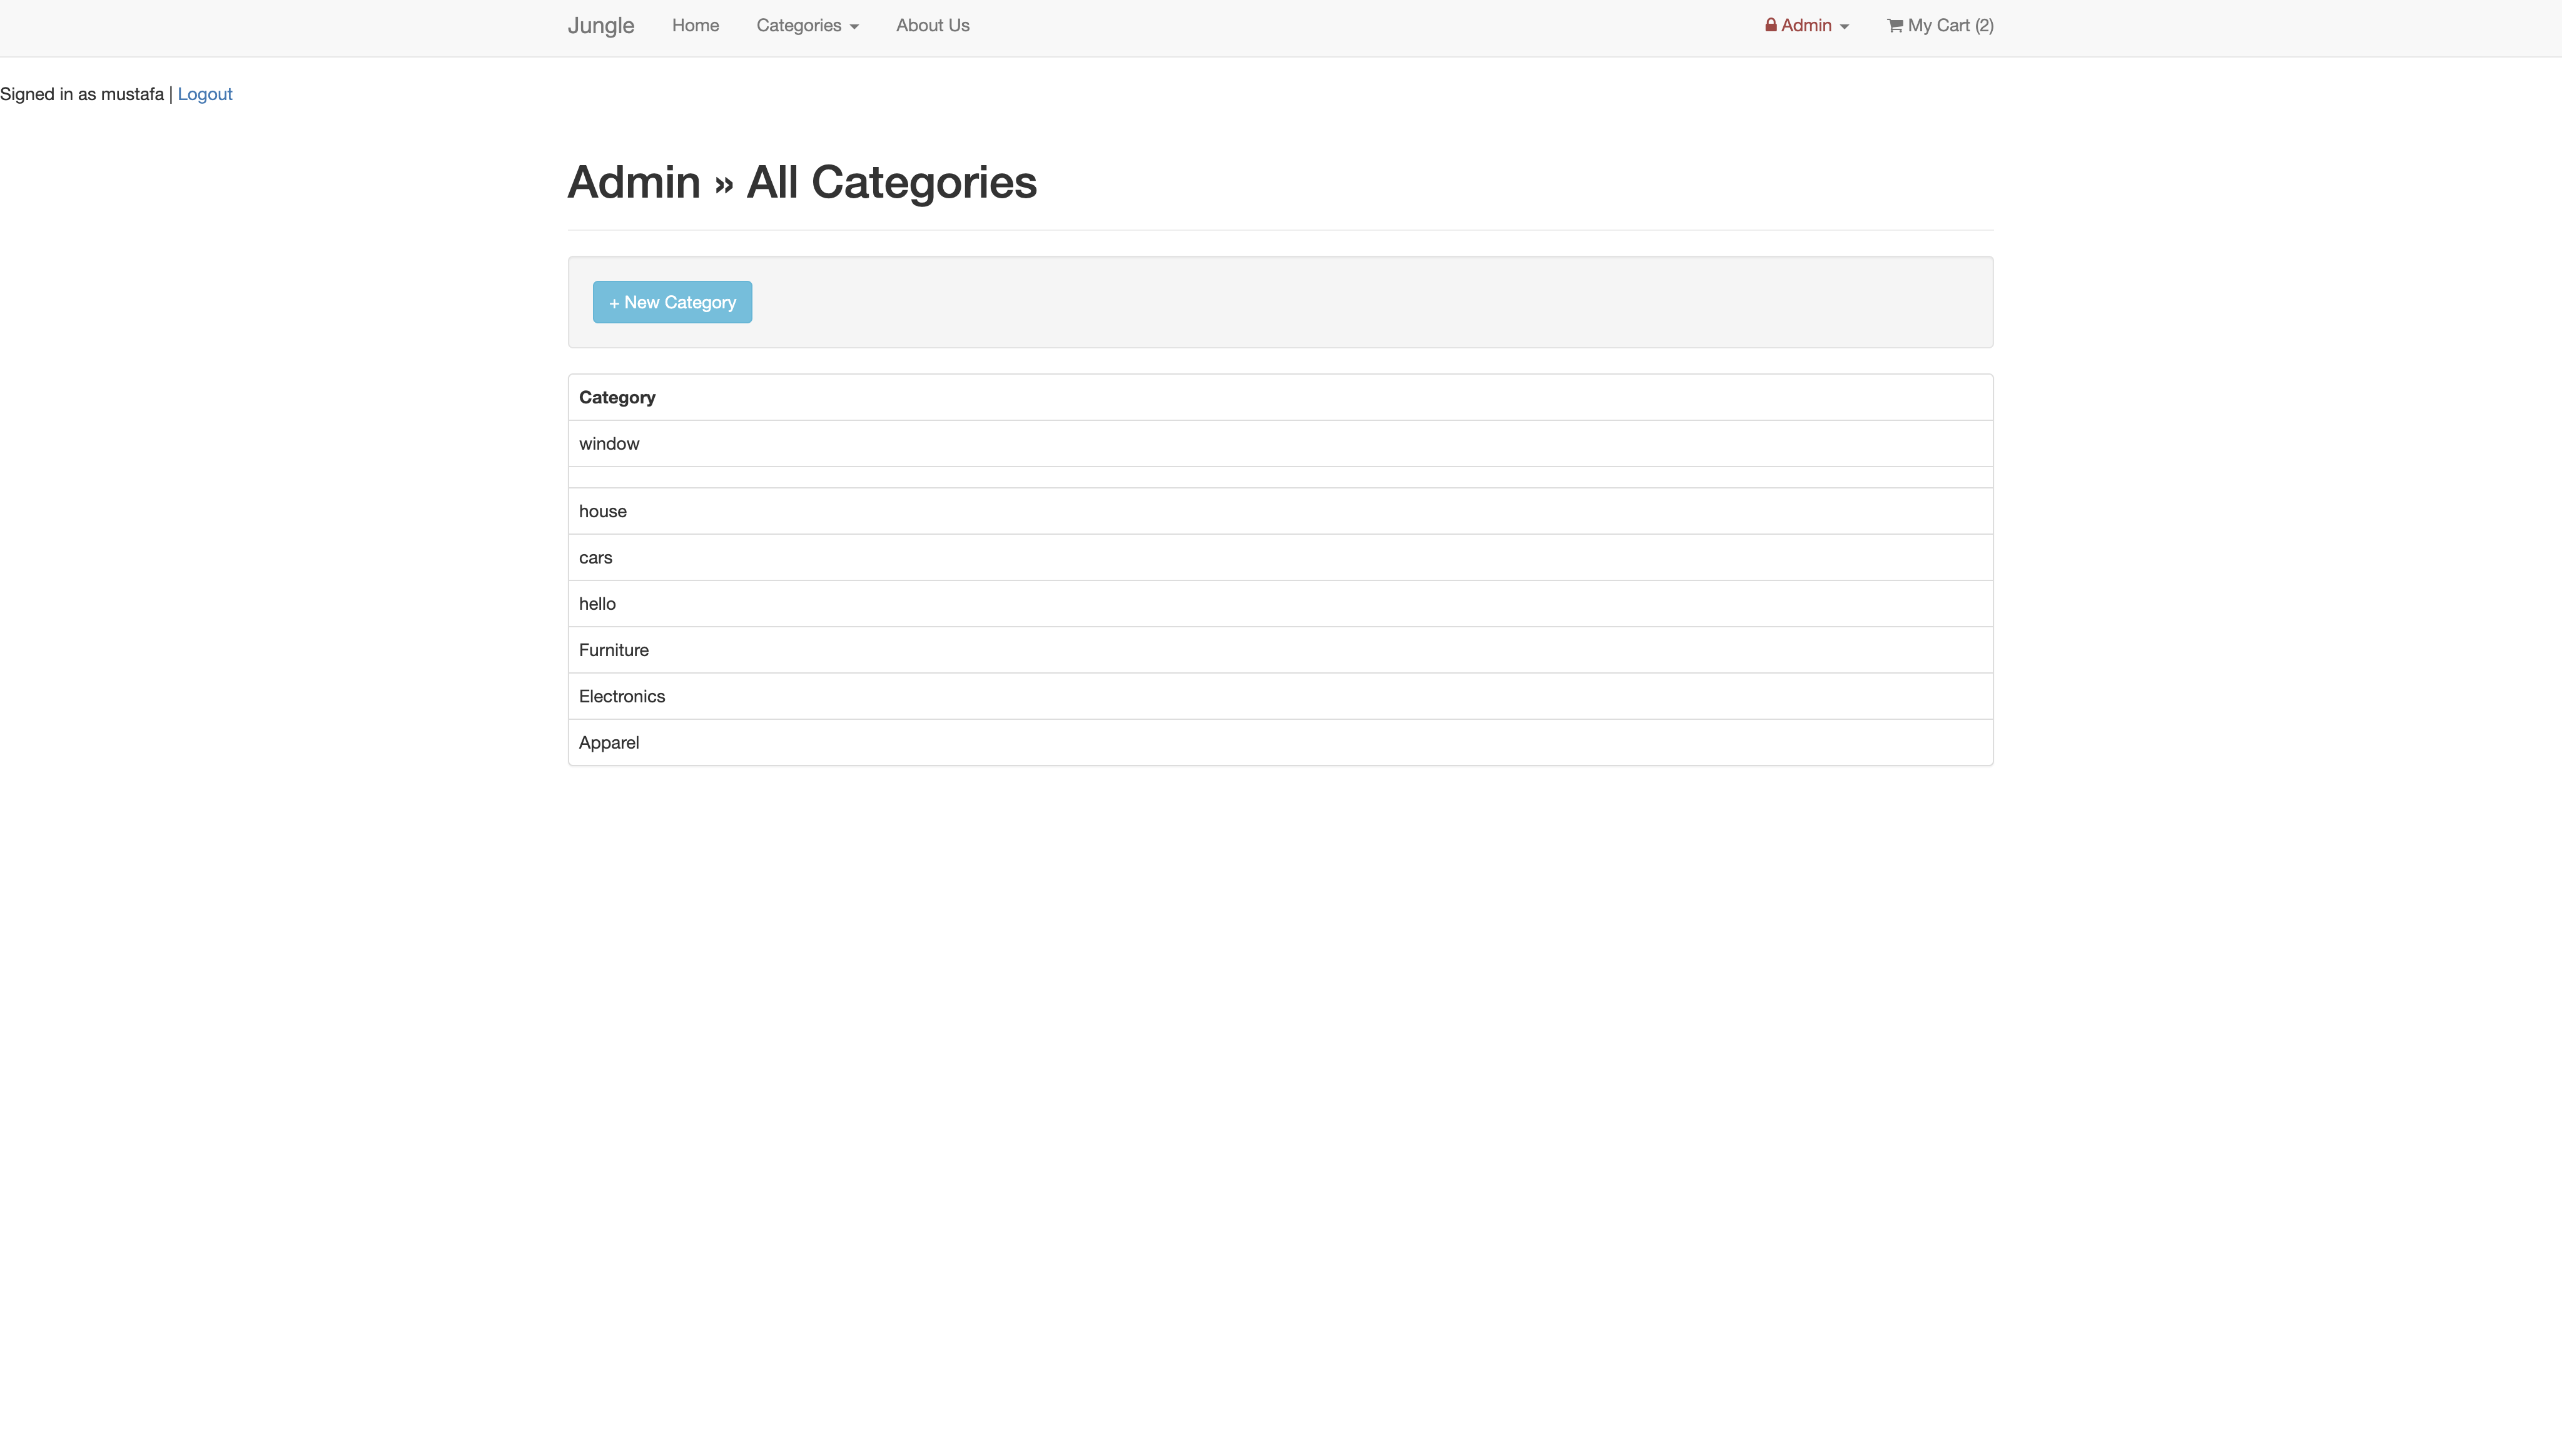 Jungle Home Categories About Us Admin My Cart (2)
Signed in as mustafa | Logout
Admin » All Categories
+ New Category
Category
window
house
cars
hello
Furniture
Electronics
Apparel